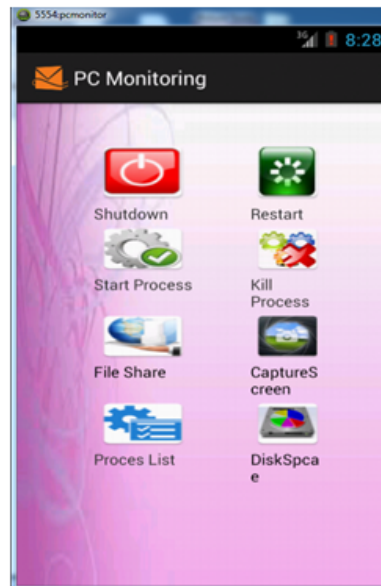 5554:pcmonitor
3G 8:28
PC Monitoring
Shutdown Restart
Start Process Kill
Process
File Share CaptureS
creen
Proces List DiskSpca
e